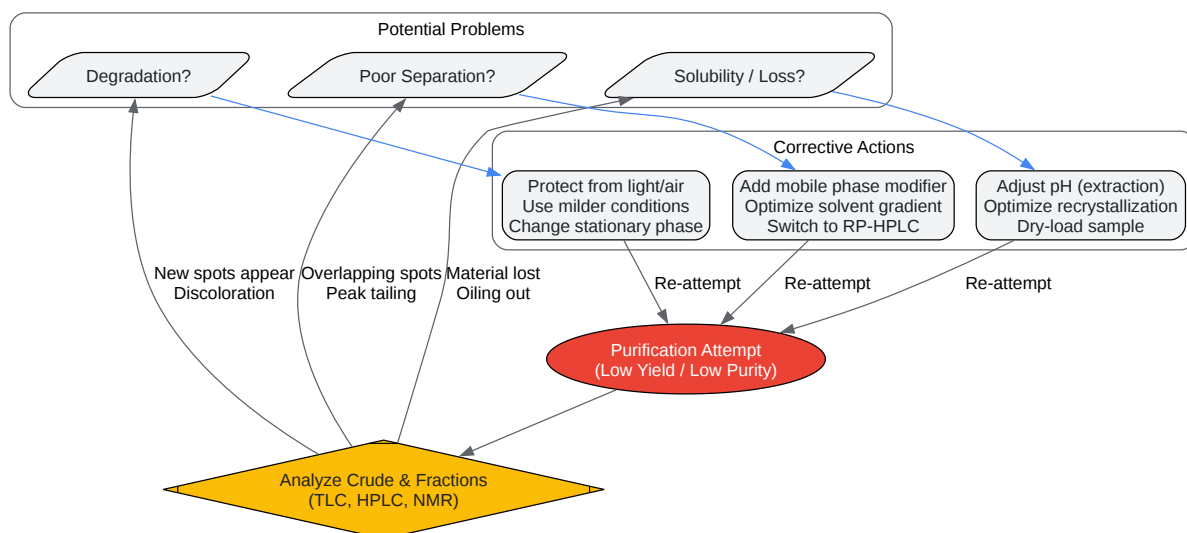 Potential Problems
Degradation?
Poor Separation?
Solubility / Loss?
Corrective Actions
Protect from light/air
Use milder conditions
Change stationary phase
Add mobile phase modifier
Optimize solvent gradient
Switch to RP-HPLC
Adjust pH (extraction)
Optimize recrystallization
Dry-load sample
New spots appear
Discoloration
Overlapping spots
Peak tailing
Material lost
Oiling out
Re-attempt
Re-attempt
Re-attempt
Purification Attempt
(Low Yield / Low Purity)
Analyze Crude & Fractions
(TLC, HPLC, NMR)